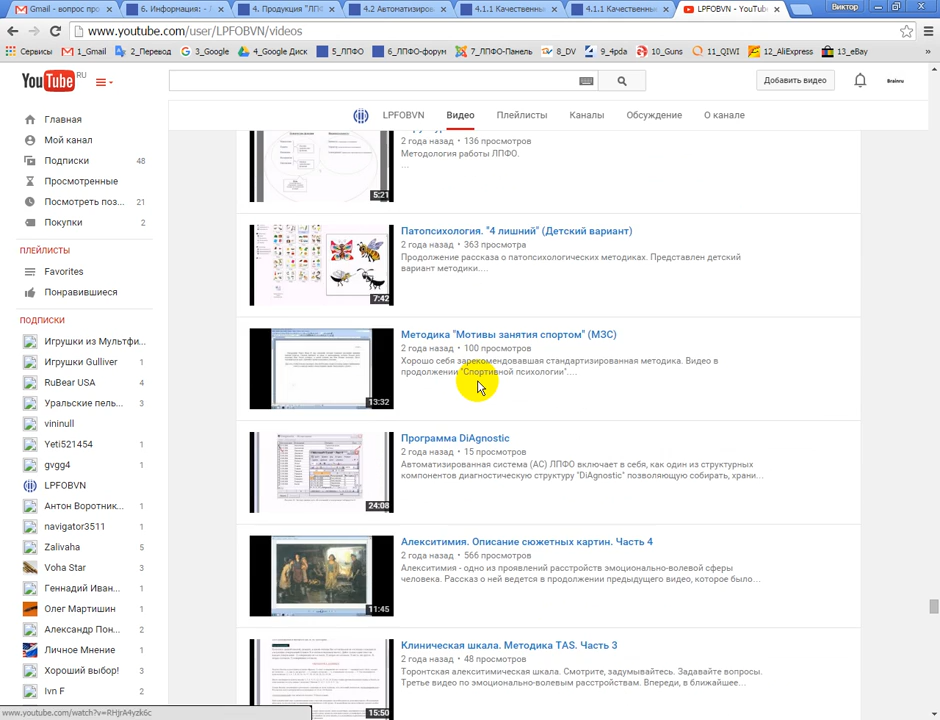 Gmail - вопрос про
6. Информация: -
4. Продукция "ЛПФ
4.2 Автоматизиров
4.1.1 Качественны
4.1.1 Качественны
LPFOBVN - YouTub
Виктор
www.youtube.com/user/LPFOBVN/videos
Сервисы
1_Gmail
2_Перевод
3_Google
4_Google Диск
5_ЛПФО
6_ЛПФО-форум
7_ЛПФО-Панель
8_DV
9_4pda
10_Guns
11_QIWI
12_AliExpress
13_eBay
»
YouTube RU
Добавить видео
Brainru
LPFOBVN
Видео
Плейлисты
Каналы
Обсуждение
О канале
Главная
Мой канал
Подписки 48
Просмотренные
Посмотреть поз... 21
Покупки 2
ПЛЕЙЛИСТЫ
Favorites
Понравившиеся
ПОДПИСКИ
Игрушки из Мультфи...
Игрушки Gulliver 1
RuBear USA 4
Уральские пель... 3
vininull
Yeti521454 1
gvgg4 1
LPFOBVN
Антон Воротник... 1
navigator3511 1
Zalivaha 5
Voha Star 3
Геннадий Иван... 1
Олег Мартишин 1
Александр Пон... 2
Личное Мнение 1
Хороший выбор! 3
Ivn F 2
5:21
2 года назад • 136 просмотров
Методология работы ЛПФО.
...
7:42
Патопсихология. "4 лишний" (Детский вариант)
2 года назад • 363 просмотра
Продолжение рассказа о патопсихологических методиках. Представлен детский
вариант методики....
13:32
Методика "Мотивы занятия спортом" (МЗС)
2 года назад • 100 просмотров
Хорошо себя зарекомендовавшая стандартизированная методика. Видео в
продолжении "Спортивной психологии"....
24:08
Программа DiAgnostic
2 года назад • 15 просмотров
Автоматизированная система (АС) ЛПФО включает в себя, как один из структурных
компонентов диагностическую структуру "DiAgnostic" позволяющую собирать, храни...
11:45
Алекситимия. Описание сюжетных картин. Часть 4
2 года назад • 566 просмотров
Алекситимия - одно из проявлений расстройств эмоционально-волевой сферы
человека. Рассказ о ней ведется в продолжении предыдущего видео, которое было...
15:50
Клиническая шкала. Методика TAS. Часть 3
2 года назад • 48 просмотров
Торонтская алекситимическая шкала. Смотрите, задумывайтесь. Задавайте вопросы.
Третье видео по эмоционально-волевым расстройствам. Впереди, в ближайшее...
www.youtube.com/watch?v=RHJrA4yzk6c